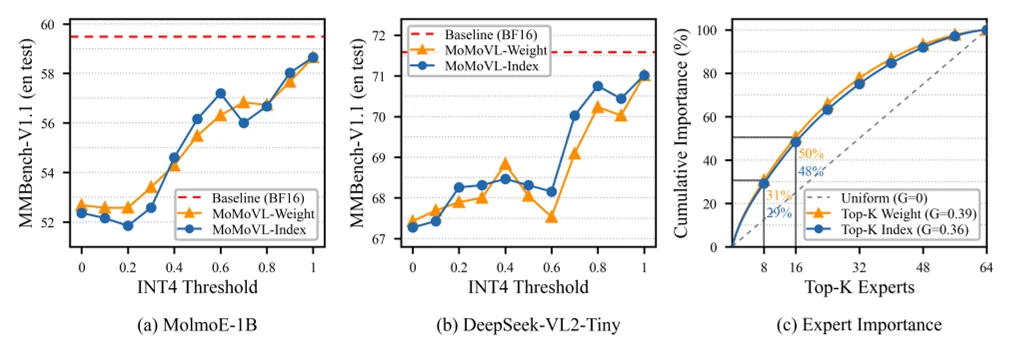 MMBench-V1.1 (en test)
60
58
56
54
52
Baseline (BF16)
MoMoVL-Weight
MoMoVL-Index
0
0.2
0.4
0.6
0.8
1
INT4 Threshold
(a) MolmoE-1B
MMBench-V1.1 (en test)
72
71
70
69
68
67
Baseline (BF16)
MoMoVL-Weight
MoMoVL-Index
0
0.2
0.4
0.6
0.8
1
INT4 Threshold
(b) DeepSeek-VL2-Tiny
Cumulative Importance (%)
100
80
60
40
20
0
50%
48%
31%
29%
Uniform (G=0)
Top-K Weight (G=0.39)
Top-K Index (G=0.36)
8
16
32
48
64
Top-K Experts
(c) Expert Importance